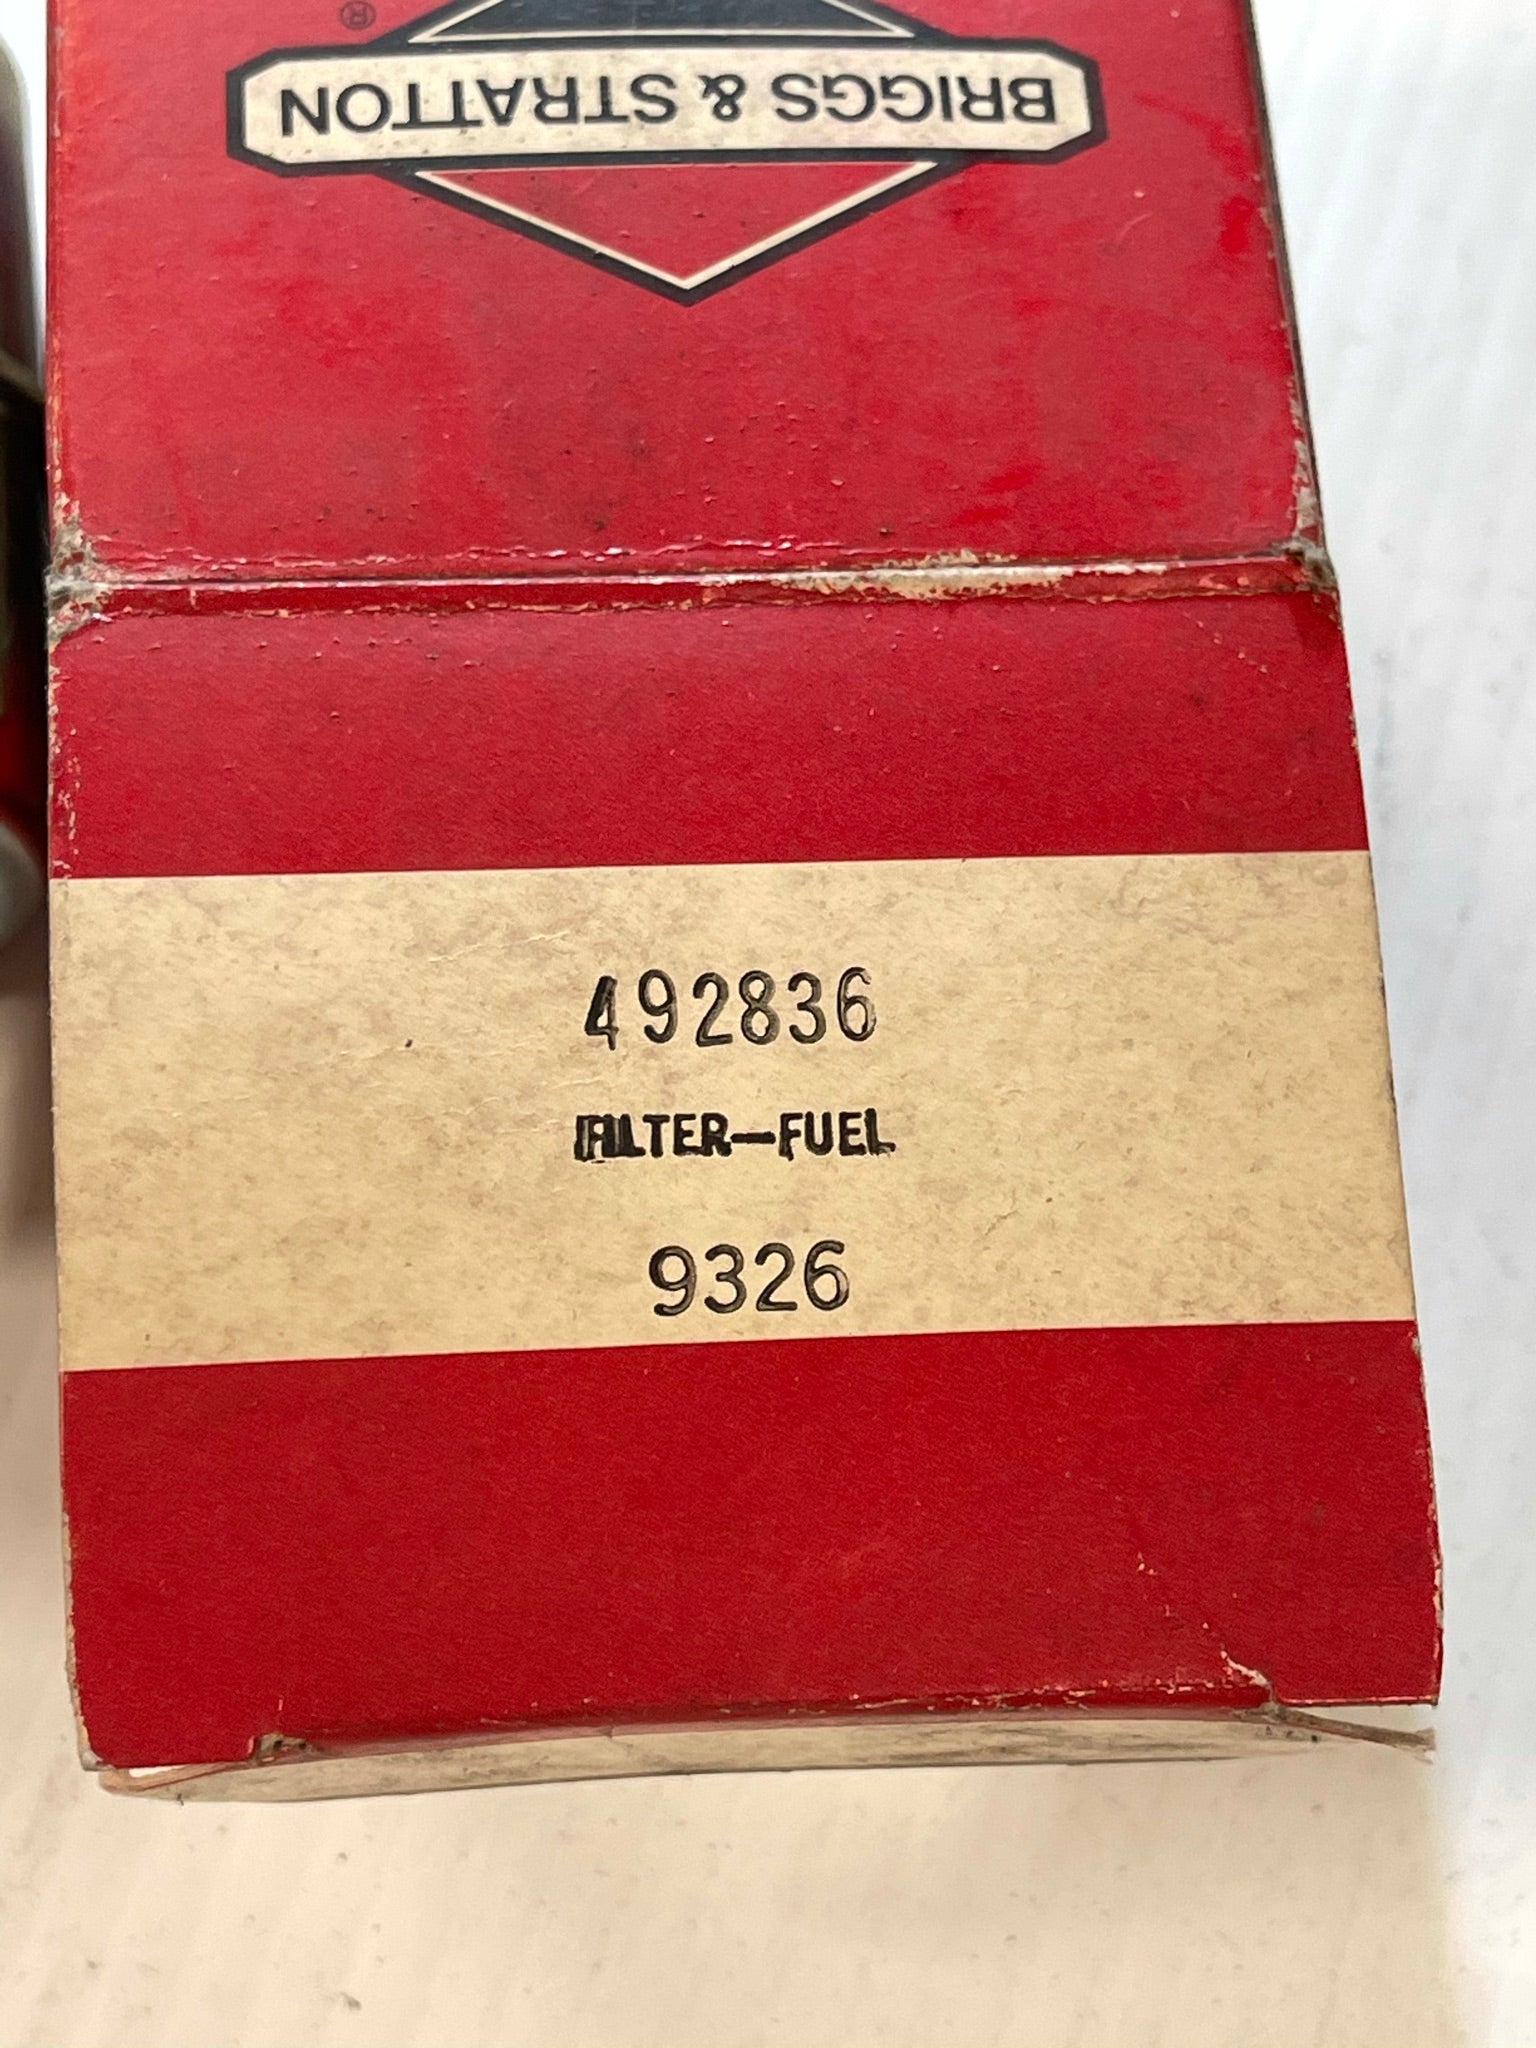 ®
BRIGGS & STRATTON
492836
FILTER-FUEL
9326